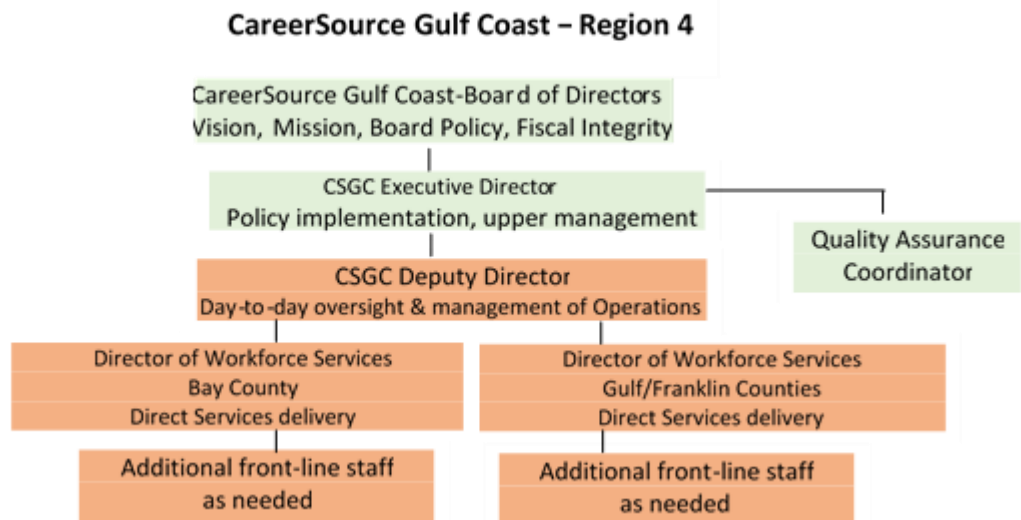 CareerSource Gulf Coast – Region 4
CareerSource Gulf Coast-Board of Directors
Vision, Mission, Board Policy, Fiscal Integrity
CSGC Executive Director
Policy implementation, upper management
Quality Assurance
Coordinator
CSGC Deputy Director
Day-to-day oversight & management of Operations
Director of Workforce Services
Bay County
Direct Services delivery
Director of Workforce Services
Gulf/Franklin Counties
Direct Services delivery
Additional front-line staff
as needed
Additional front-line staff
as needed